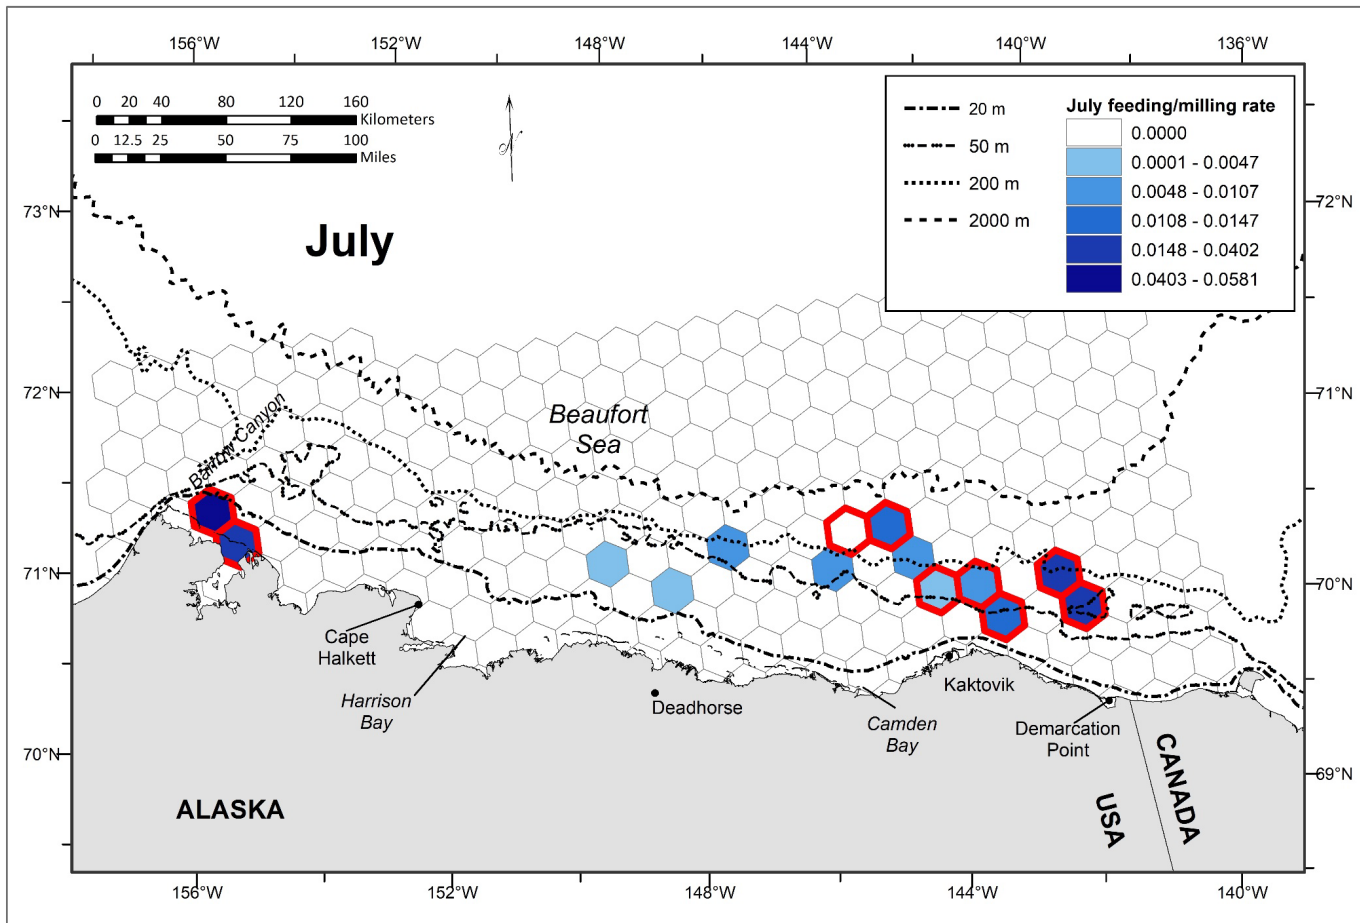 156°W 152°W 148°W 144°W 140°W 136°W
0 20 40 80 120 160
Kilometers
0 12.5 25 50 75 100
Miles
N
20 m
50 m
200 m
2000 m
July feeding/milling rate
0.0000
0.0001 - 0.0047
0.0048 - 0.0107
0.0108 - 0.0147
0.0148 - 0.0402
0.0403 - 0.0581
73°N
72°N
July
72°N
71°N
Beaufort
Sea
Barrow Canyon
71°N
70°N
Cape
Halkett
Harrison
Bay
Deadhorse
Kaktovik
Camden
Bay
Demarcation
Point
70°N
69°N
ALASKA
USA
CANADA
156°W 152°W 148°W 144°W 140°W